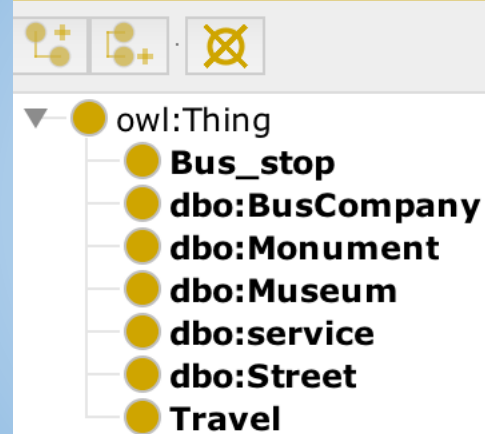 owl:Thing
Bus_stop
dbo:BusCompany
dbo:Monument
dbo:Museum
dbo:service
dbo:Street
Travel